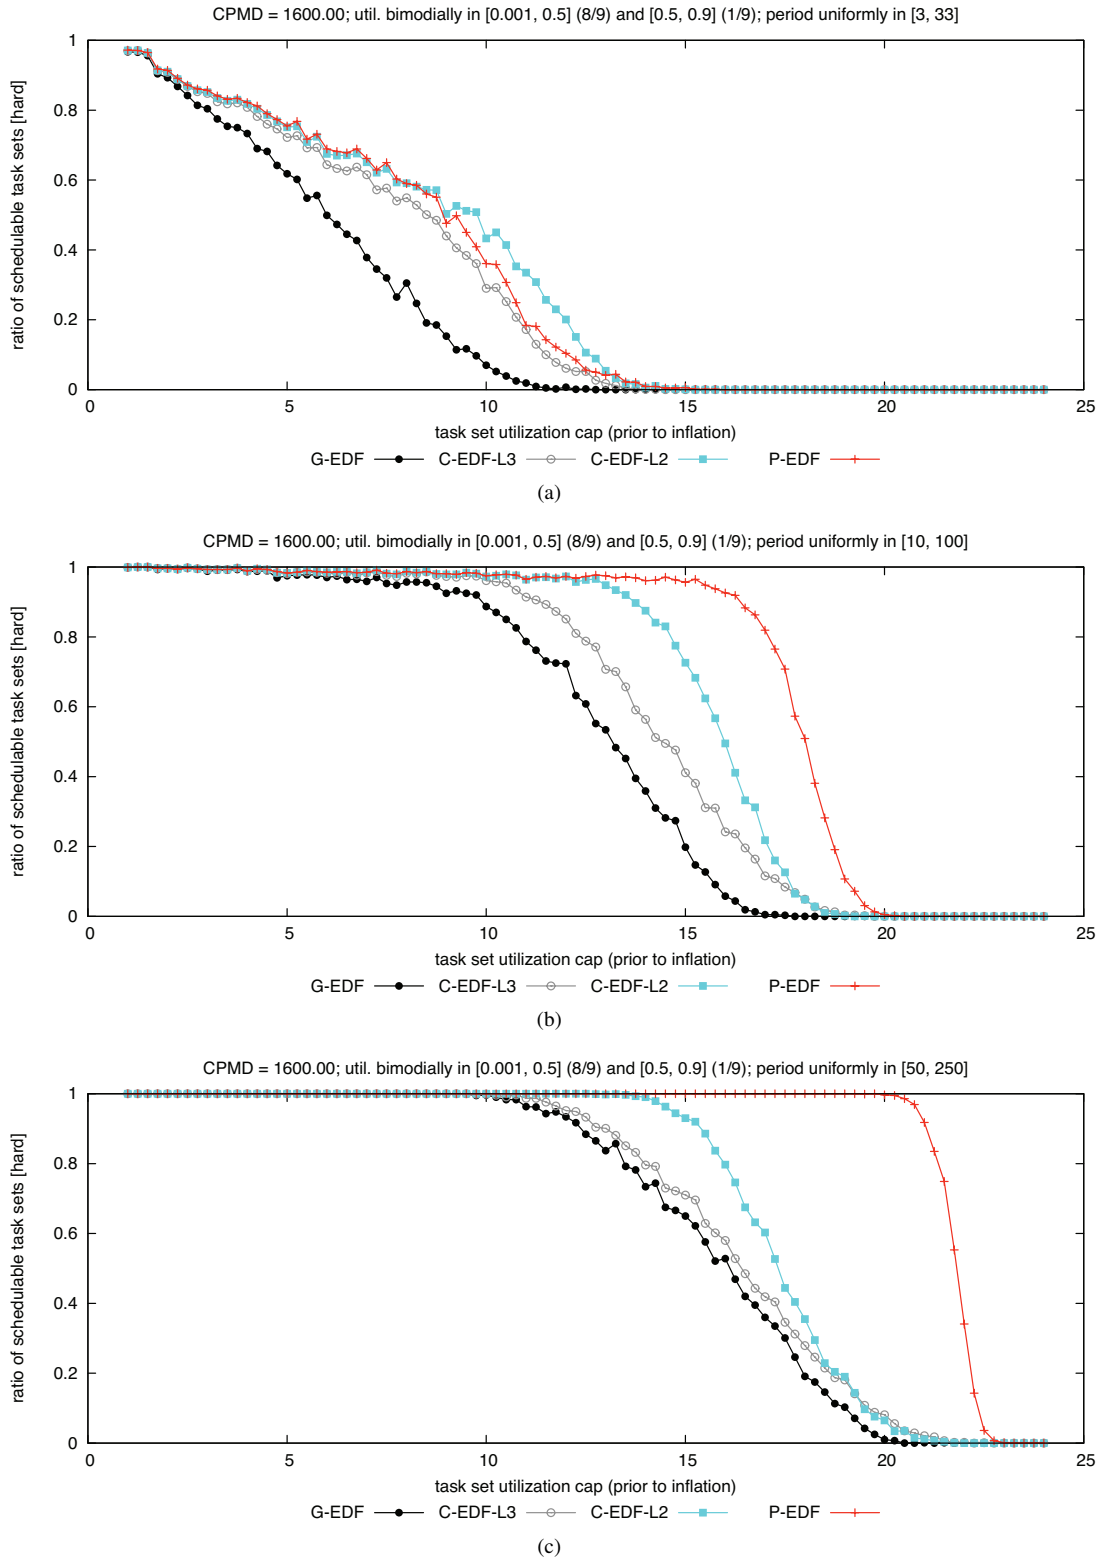 CPMD = 1600.00; util. bimodially in [0.001, 0.5] (8/9) and [0.5, 0.9] (1/9); period uniformly in [3, 33]
ratio of schedulable task sets [hard]
1
0.8
0.6
0.4
0.2
0
0 5 10 15 20 25
task set utilization cap (prior to inflation)
G-EDF C-EDF-L3 C-EDF-L2 P-EDF
(a)
CPMD = 1600.00; util. bimodially in [0.001, 0.5] (8/9) and [0.5, 0.9] (1/9); period uniformly in [10, 100]
ratio of schedulable task sets [hard]
1
0.8
0.6
0.4
0.2
0
0 5 10 15 20 25
task set utilization cap (prior to inflation)
G-EDF C-EDF-L3 C-EDF-L2 P-EDF
(b)
CPMD = 1600.00; util. bimodially in [0.001, 0.5] (8/9) and [0.5, 0.9] (1/9); period uniformly in [50, 250]
ratio of schedulable task sets [hard]
1
0.8
0.6
0.4
0.2
0
0 5 10 15 20 25
task set utilization cap (prior to inflation)
G-EDF C-EDF-L3 C-EDF-L2 P-EDF
(c)